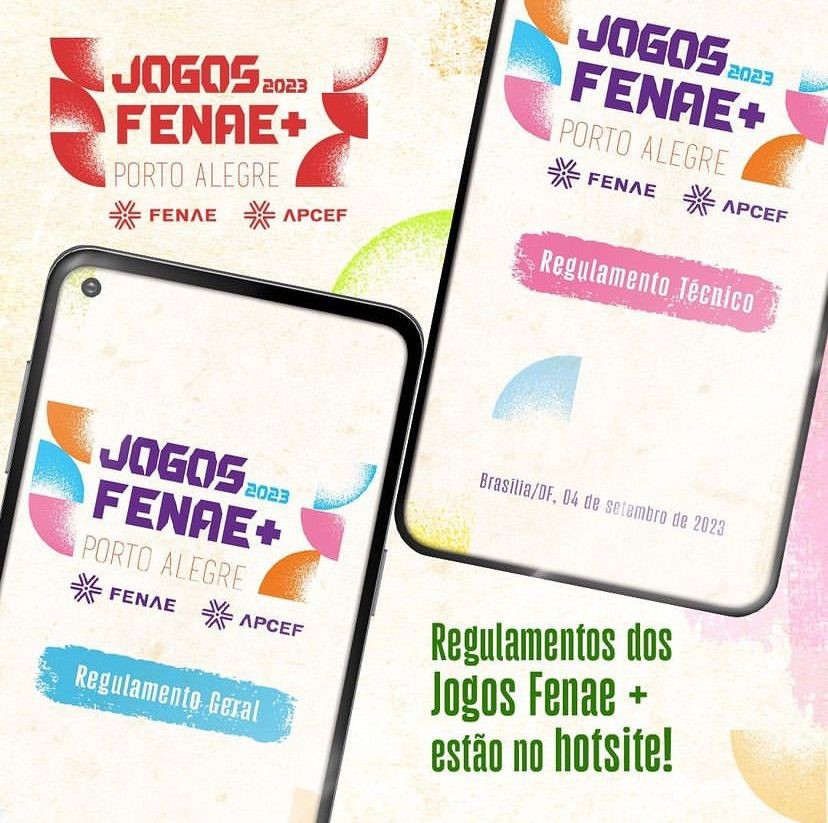 JOGOS 2023
FENAE+
PORTO ALEGRE
FENAE APCEF
JOGOS 2023
FENAE+
PORTO ALEGRE
FENAE APCEF
Regulamento Técnico
Brasília/DF, 04 de setembro de 2023
JOGOS 2023
FENAE+
PORTO ALEGRE
FENAE APCEF
Regulamento Geral
Regulamentos dos
Jogos Fenae +
estão no hotsite!